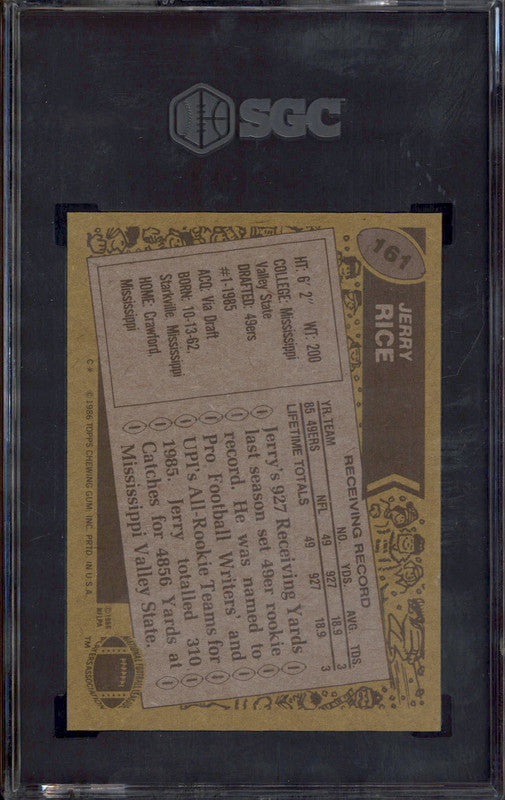 SGC
161
JERRY
RICE
HT: 6' 2" WT: 200
COLLEGE: Mississippi
Valley State
DRAFTED: 49ers
#1-1985
ACQ: Via Draft
BORN: 10-13-62,
Starkville, Mississippi
HOME: Crawford,
Mississippi
RECEIVING RECORD
YR. TEAM NO. YDS. AVG. TDS.
85 49ERS 49 927 18.9 3
NFL
LIFETIME TOTALS 49 927 18.9 3
Jerry's 927 Receiving Yards
last season set 49er rookie
record. He was named to
Pro Football Writers and
UPI's All-Rookie Teams for
1985. Jerry totalled 310
Catches for 4856 Yards at
Mississippi Valley State.
C* © 1986 TOPPS CHEWING GUM, INC. PRTD. IN U.S.A.
© 1986
NFLPA
TM